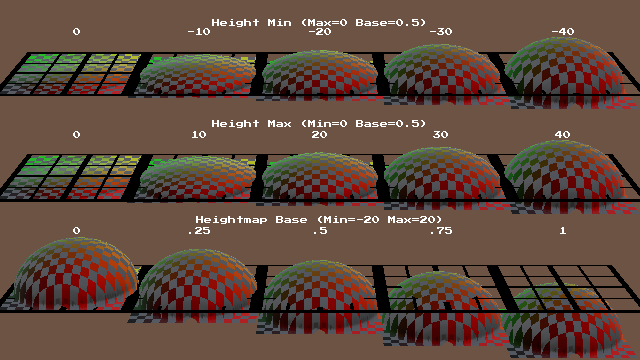 Height Min (Max=0 Base=0.5)
0 -10 -20 -30 -40
Height Max (Min=0 Base=0.5)
0 10 20 30 40
Heightmap Base (Min=-20 Max=20)
0 .25 .5 .75 1